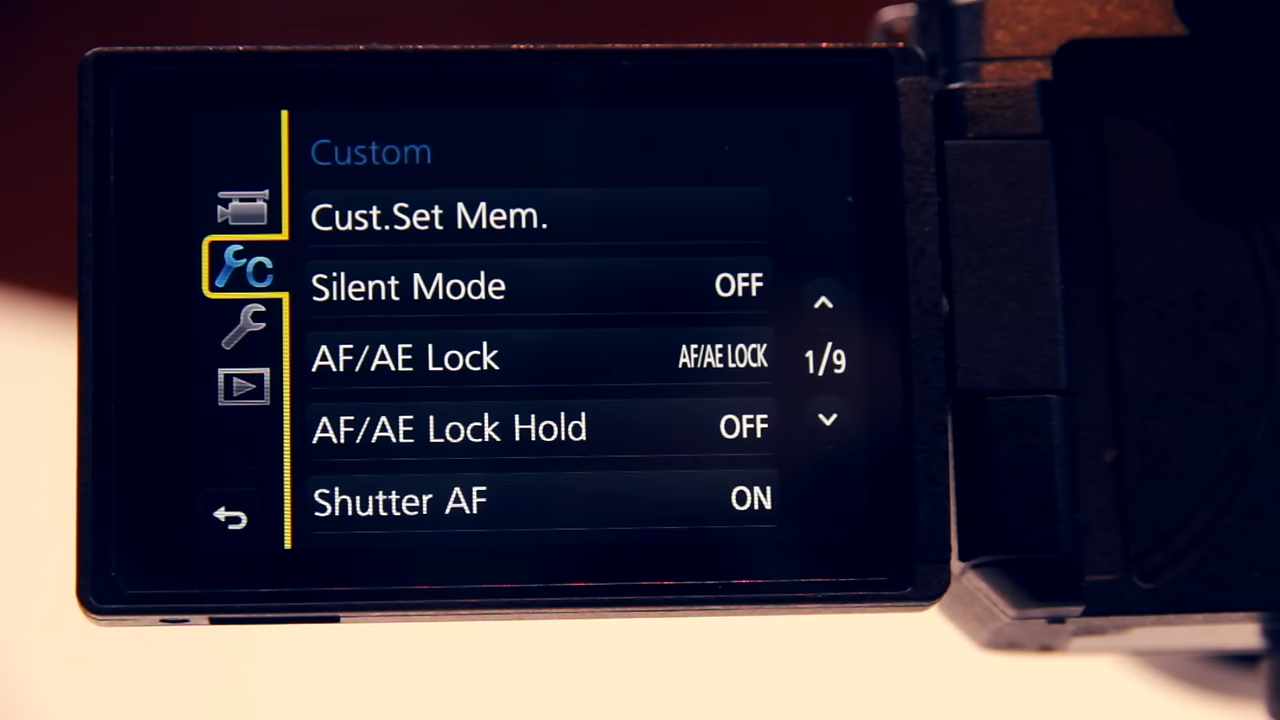 Custom
Cust.Set Mem.
Silent Mode OFF
AF/AE Lock AF/AE LOCK
AF/AE Lock Hold OFF
Shutter AF ON
C
1/9